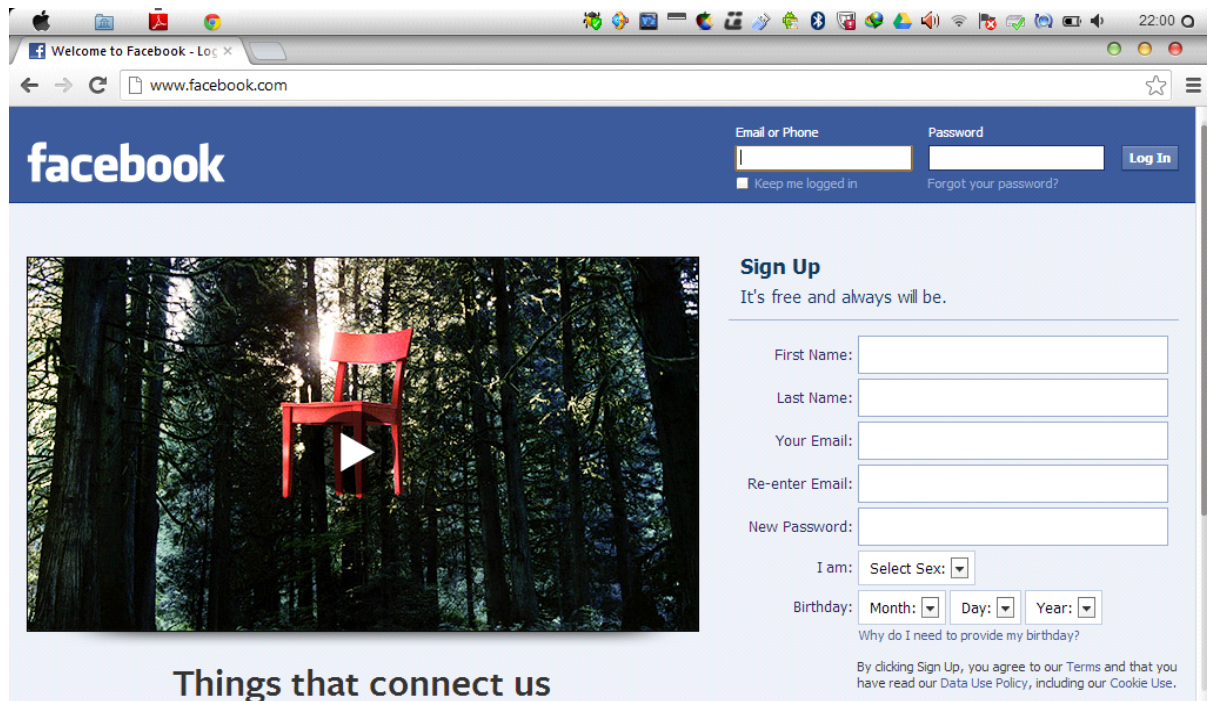 22:00
Welcome to Facebook - Log
www.facebook.com
facebook
Email or Phone
Password
Log In
Keep me logged in
Forgot your password?
Sign Up
It's free and always will be.
First Name:
Last Name:
Your Email:
Re-enter Email:
New Password:
I am: Select Sex:
Birthday: Month: Day: Year:
Why do I need to provide my birthday?
By clicking Sign Up, you agree to our Terms and that you
have read our Data Use Policy, including our Cookie Use.
Things that connect us